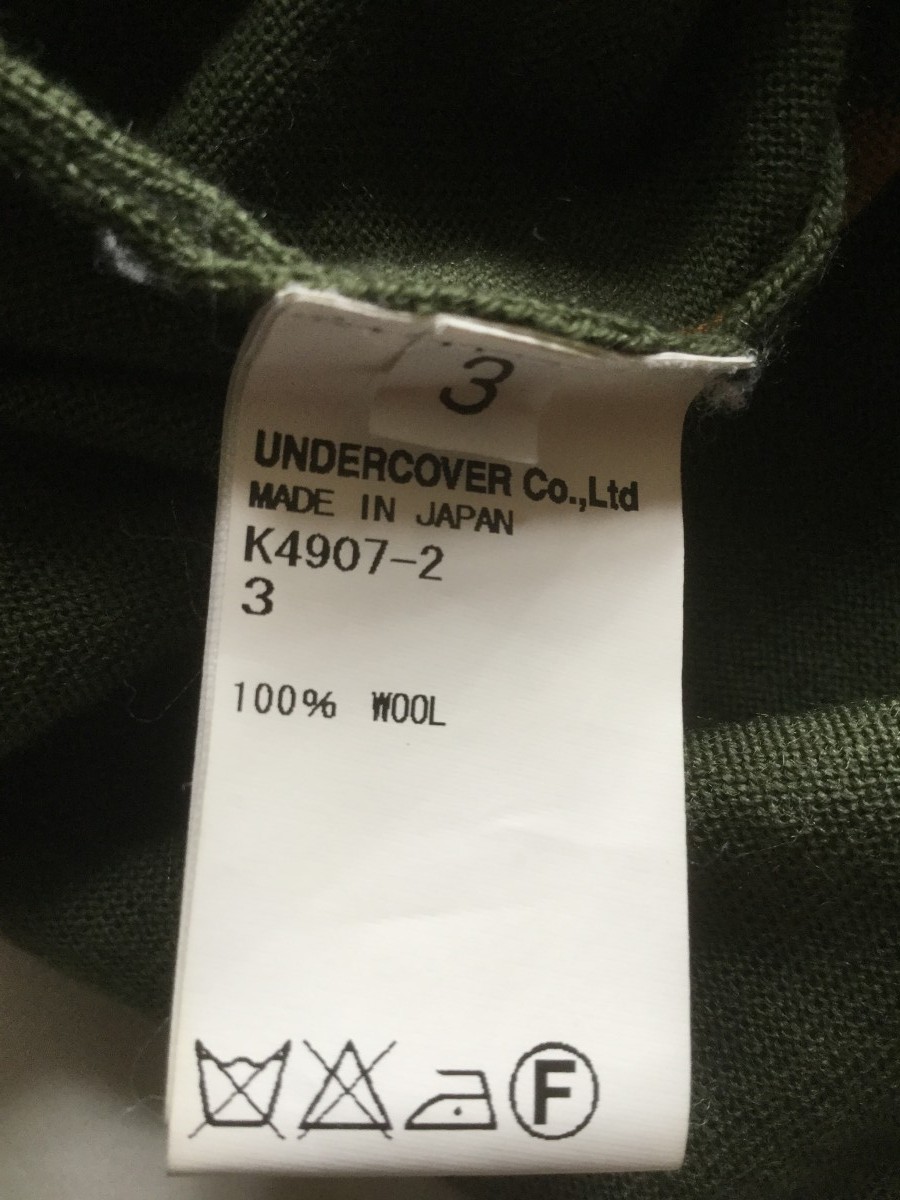 3
UNDERCOVER Co.,Ltd
MADE IN JAPAN
K4907-2
3
100% WOOL
F